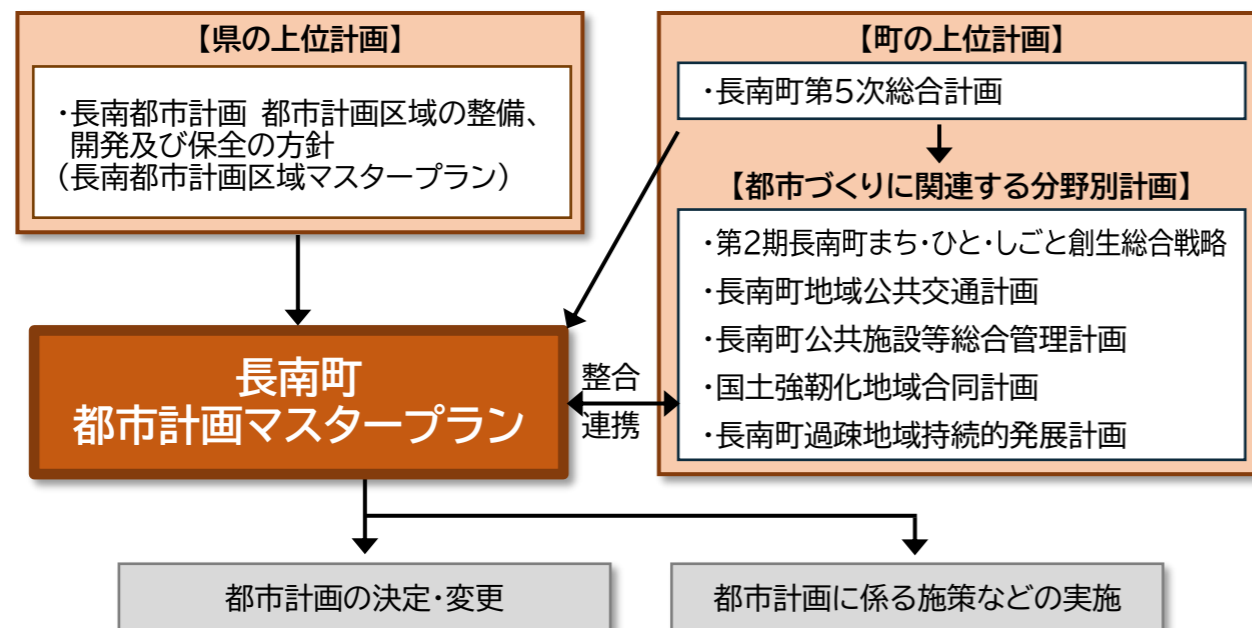 【県の上位計画】
・長南都市計画 都市計画区域の整備、
開発及び保全の方針
（長南都市計画区域マスタープラン）
【町の上位計画】
・長南町第5次総合計画
【都市づくりに関連する分野別計画】
・第2期長南町まち・ひと・しごと創生総合戦略
・長南町地域公共交通計画
・長南町公共施設等総合管理計画
・国土強靭化地域合同計画
・長南町過疎地域持続的発展計画
長南町
都市計画マスタープラン
整合
連携
都市計画の決定・変更
都市計画に係る施策などの実施